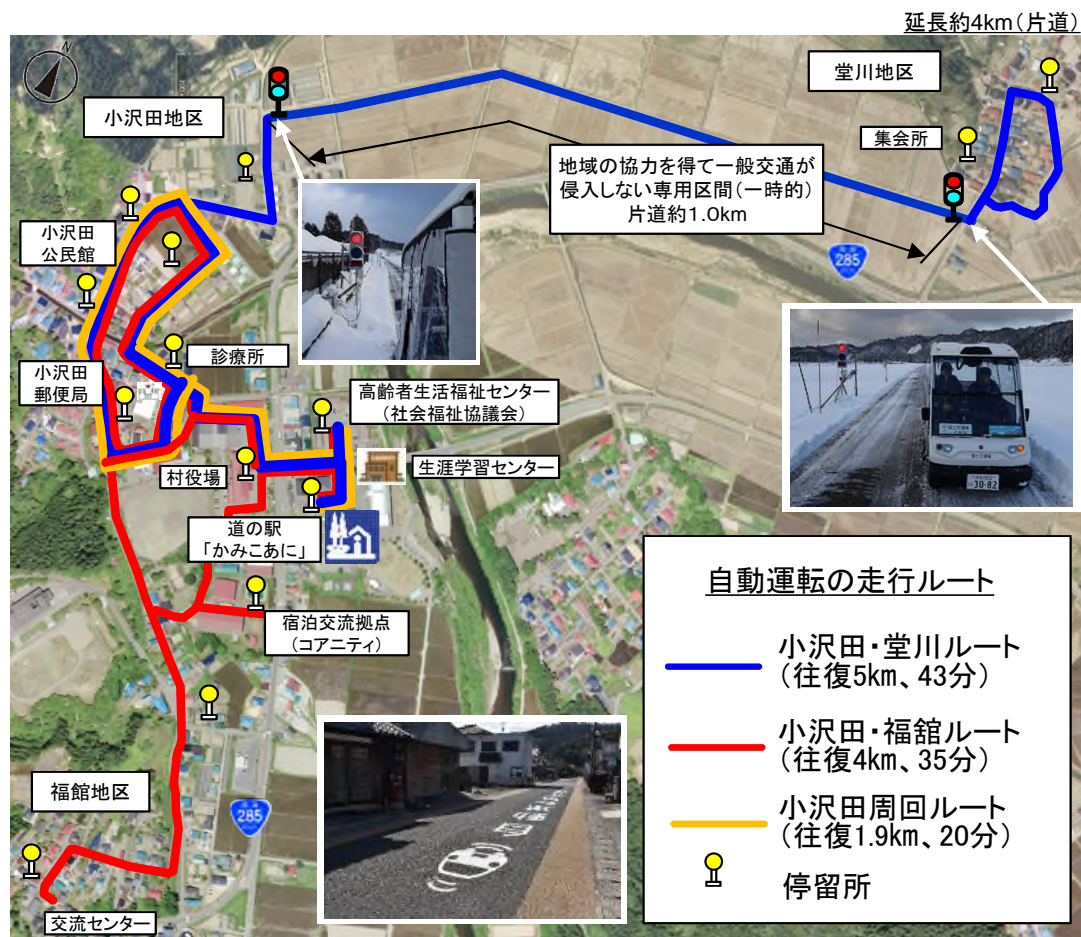 延長約4km(片道)
N
堂川地区
小沢田地区
集会所
地域の協力を得て一般交通が
侵入しない専用区間(一時的)
片道約1.0km
小沢田
公民館
285
診療所
小沢田
郵便局
高齢者生活福祉センター
(社会福祉協議会)
生涯学習センター
村役場
道の駅
「かみこあに」
30-82
宿泊交流拠点
(コアニティ)
自動運転の走行ルート
小沢田・堂川ルート
(往復5km、43分)
小沢田・福舘ルート
(往復4km、35分)
小沢田周回ルート
(往復1.9km、20分)
停留所
福館地区
285
交流センター